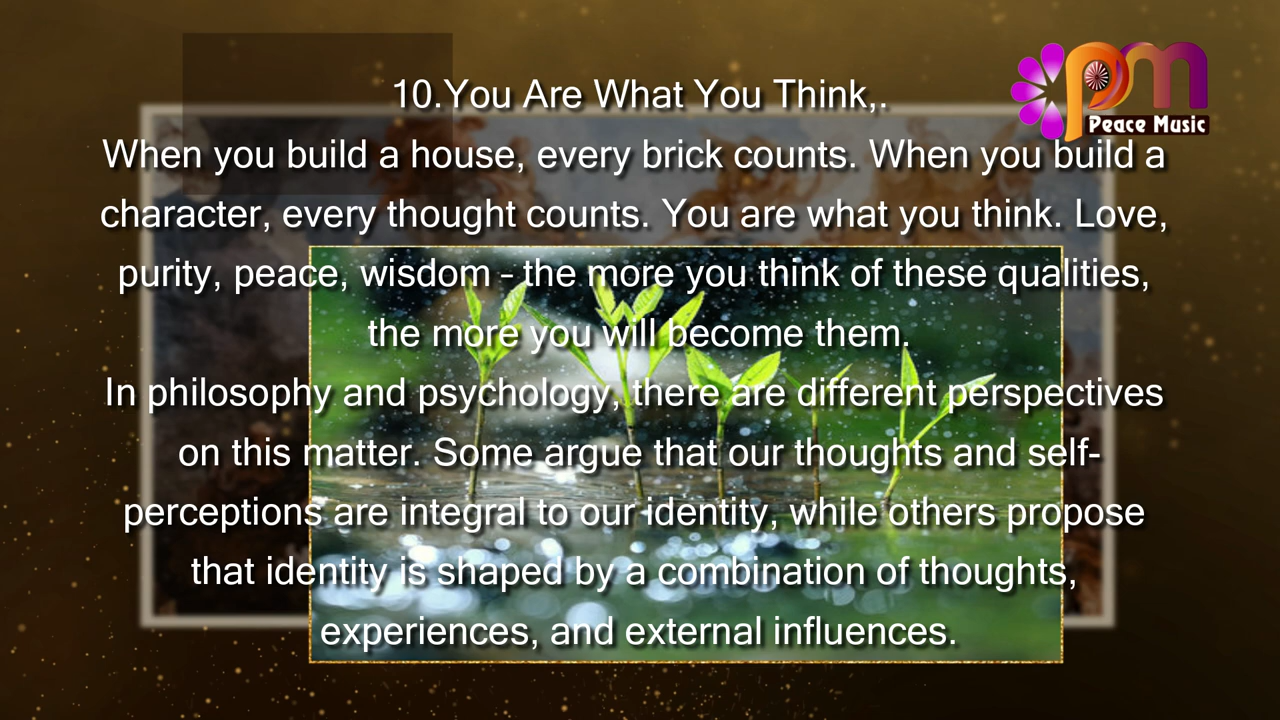 10.You Are What You Think,.
When you build a house, every brick counts. When you build a
character, every thought counts. You are what you think. Love,
purity, peace, wisdom – the more you think of these qualities,
the more you will become them.
In philosophy and psychology, there are different perspectives
on this matter. Some argue that our thoughts and self-
perceptions are integral to our identity, while others propose
that identity is shaped by a combination of thoughts,
experiences, and external influences.
pm
Peace Music